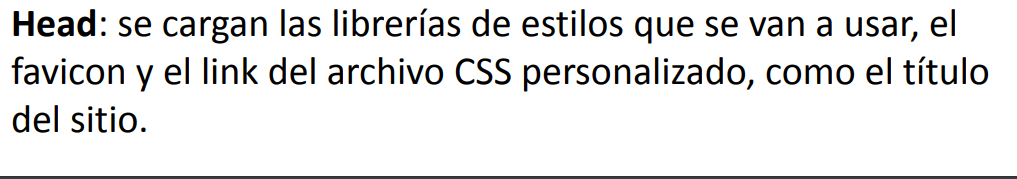 Head: se cargan las librerías de estilos que se van a usar, el
favicon y el link del archivo CSS personalizado, como el título
del sitio.